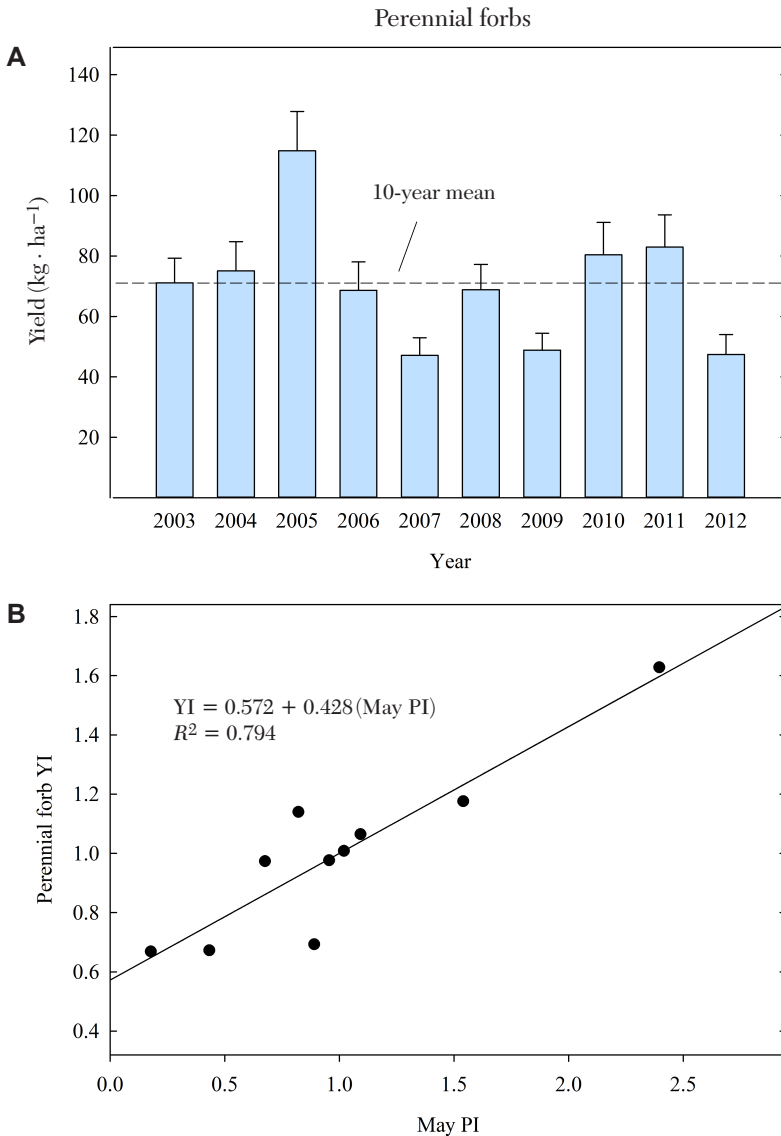 Perennial forbs
A
140
120
100
80
60
40
20
Yield (kg · ha⁻¹)
10-year mean
2003 2004 2005 2006 2007 2008 2009 2010 2011 2012
Year
B
1.8
1.6
1.4
1.2
1.0
0.8
0.6
0.4
Perennial forb YI
YI = 0.572 + 0.428 (May PI)
R² = 0.794
0.0 0.5 1.0 1.5 2.0 2.5
May PI